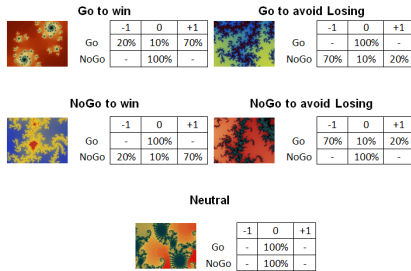 Go to win
-1 0 +1
Go 20% 10% 70%
NoGo - 100% -
Go to avoid Losing
-1 0 +1
Go - 100% -
NoGo 70% 10% 20%
NoGo to win
-1 0 +1
Go - 100% -
NoGo 20% 10% 70%
NoGo to avoid Losing
-1 0 +1
Go 70% 10% 20%
NoGo - 100% -
Neutral
-1 0 +1
Go - 100% -
NoGo - 100% -